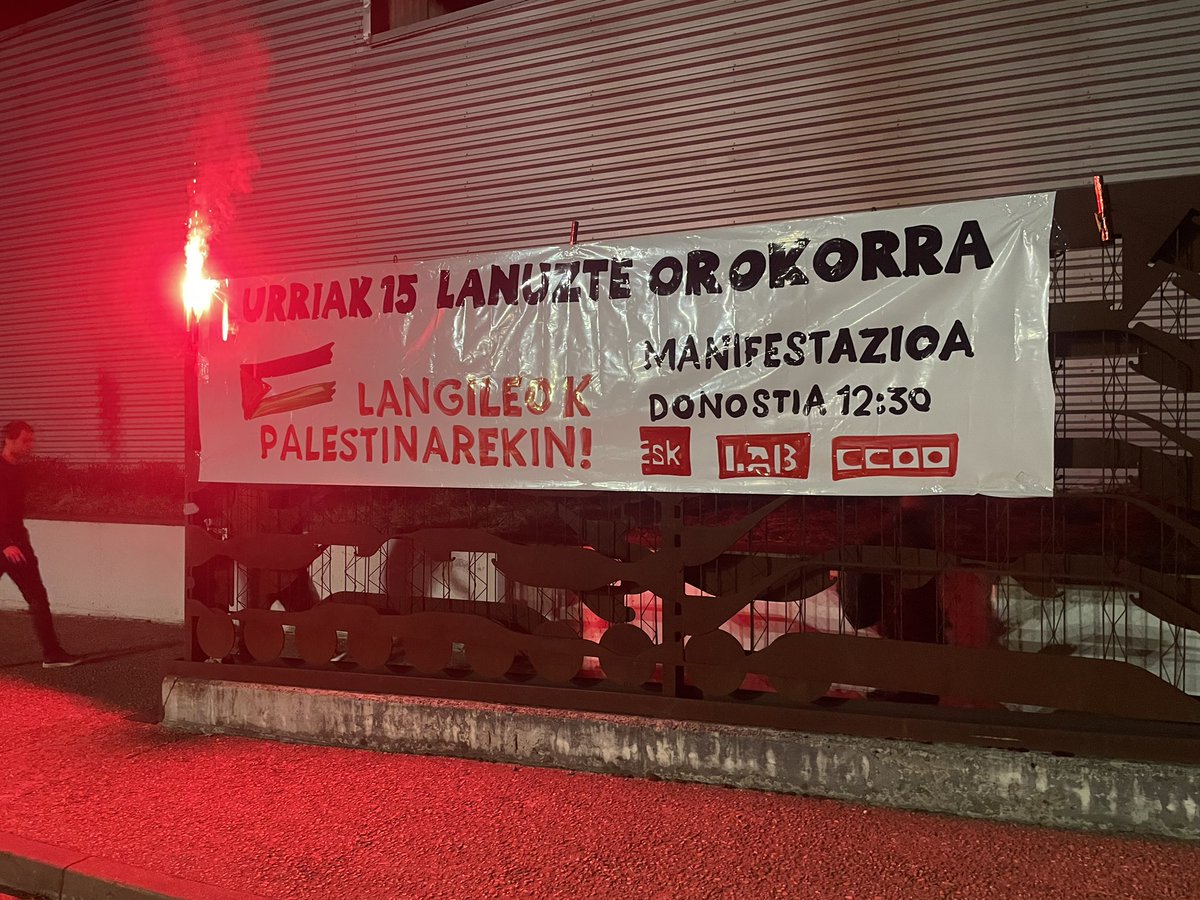 URRIAK 15 LANUZTE OROKORRA
LANGILEOK
PALESTINAREKIN!
MANIFESTAZIOA
DONOSTIA 12:30
ESK LAB CCOO